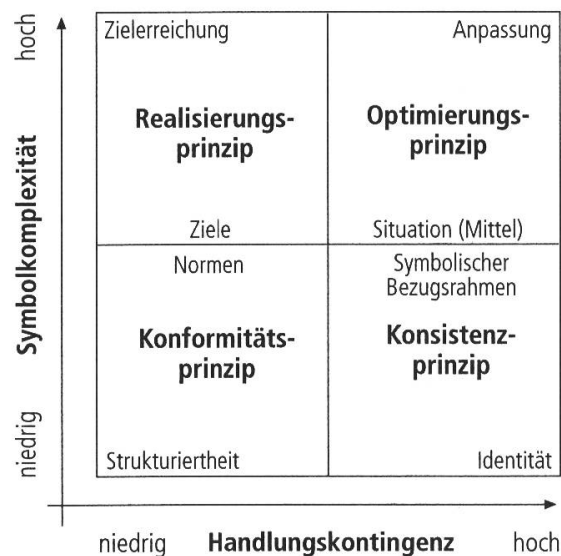 hoch
Symbolkomplexität
niedrig
Zielerreichung
Realisierungs-
prinzip
Ziele
Anpassung
Optimierungs-
prinzip
Situation (Mittel)
Normen
Konformitäts-
prinzip
Strukturiertheit
Symbolischer
Bezugsrahmen
Konsistenz-
prinzip
Identität
niedrig Handlungskontingenz hoch